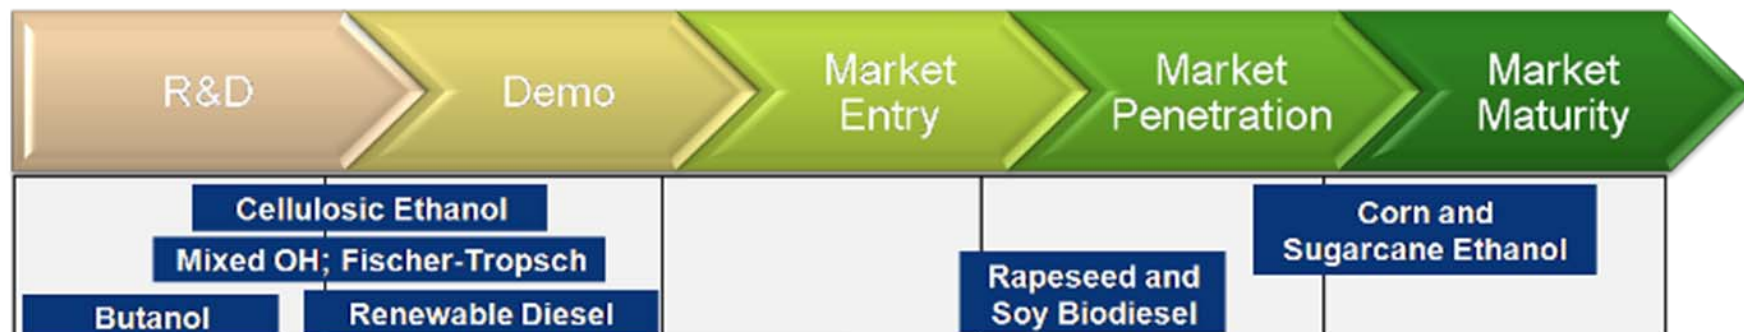 R&D
Demo
Market
Entry
Market
Penetration
Market
Maturity
Cellulosic Ethanol
Corn and
Sugarcane Ethanol
Mixed OH; Fischer-Tropsch
Rapeseed and
Soy Biodiesel
Butanol
Renewable Diesel